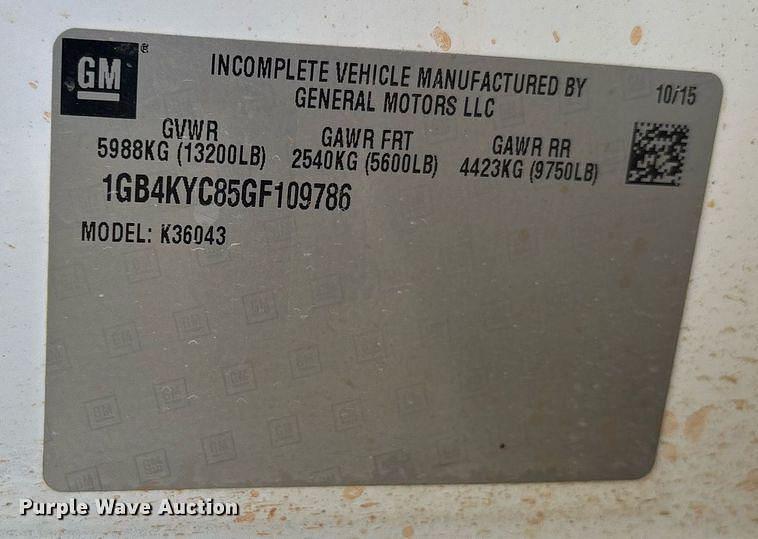 GM
®
INCOMPLETE VEHICLE MANUFACTURED BY
GENERAL MOTORS LLC
10/15
GVWR
5988KG (13200LB)
GAWR FRT
2540KG (5600LB)
GAWR RR
4423KG (9750LB)
1GB4KYC85GF109786
MODEL: K36043
Purple Wave Auction